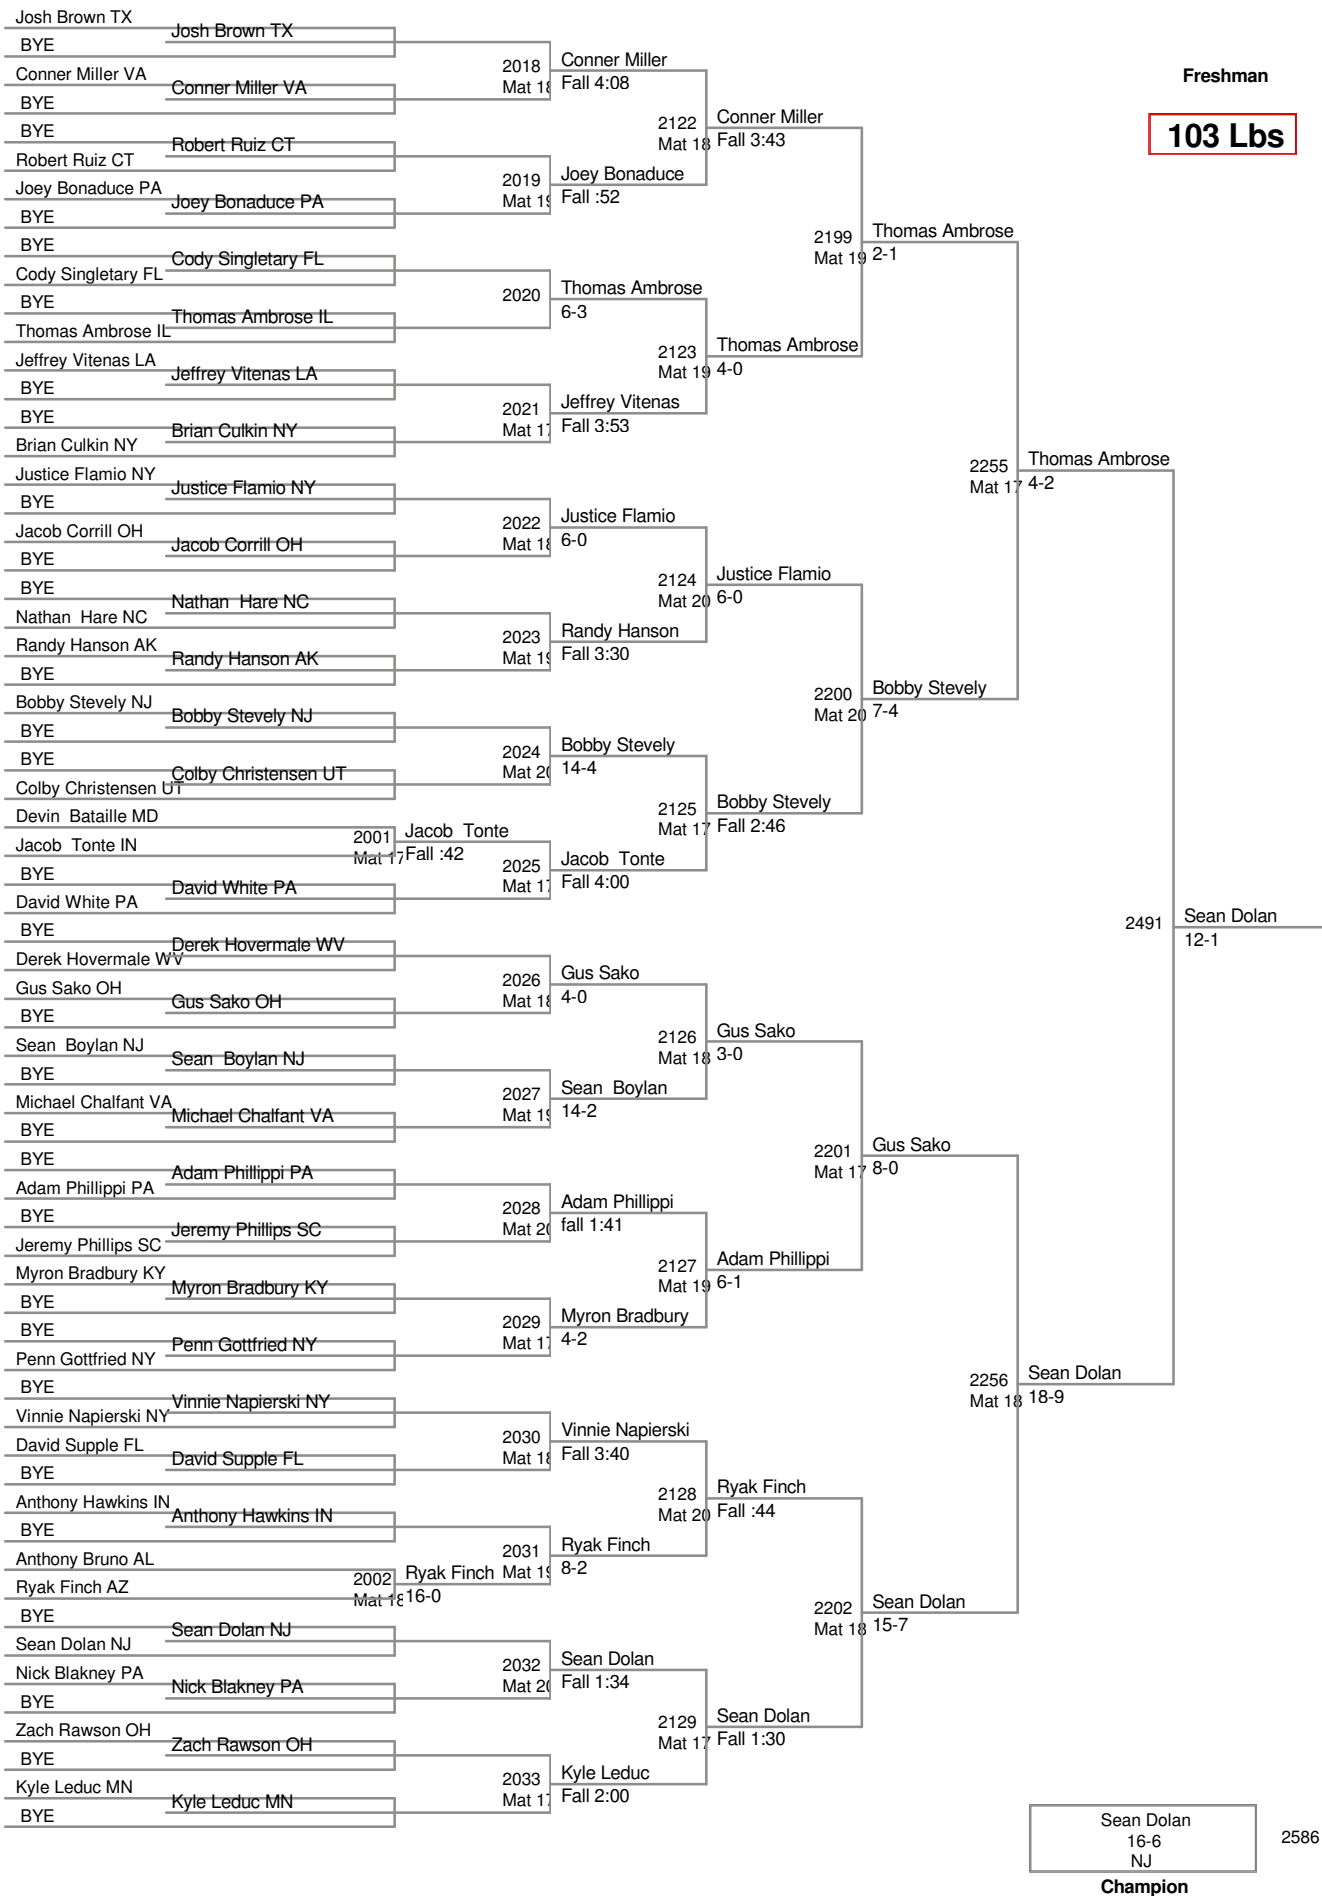 Freshman
103 Lbs
Josh Brown TX
BYE
Conner Miller VA
BYE
BYE
Robert Ruiz CT
Joey Bonaduce PA
BYE
BYE
Cody Singletary FL
BYE
Thomas Ambrose IL
Jeffrey Vitenas LA
BYE
BYE
Brian Culkin NY
Justice Flamio NY
BYE
Jacob Corrill OH
BYE
BYE
Nathan Hare NC
Randy Hanson AK
BYE
Bobby Stevely NJ
BYE
BYE
Colby Christensen UT
Devin Bataille MD
Jacob Tonte IN
BYE
David White PA
BYE
Derek Hovermale WV
Gus Sako OH
BYE
Sean Boylan NJ
BYE
Michael Chalfant VA
BYE
BYE
Adam Phillippi PA
BYE
Jeremy Phillips SC
Myron Bradbury KY
BYE
BYE
Penn Gottfried NY
BYE
Vinnie Napierski NY
David Supple FL
BYE
Anthony Hawkins IN
BYE
Anthony Bruno AL
Ryak Finch AZ
BYE
Sean Dolan NJ
Nick Blakney PA
BYE
Zach Rawson OH
BYE
Kyle Leduc MN
BYE
Josh Brown TX
Conner Miller VA
Robert Ruiz CT
Joey Bonaduce PA
Cody Singletary FL
Thomas Ambrose IL
Jeffrey Vitenas LA
Brian Culkin NY
Justice Flamio NY
Jacob Corrill OH
Nathan Hare NC
Randy Hanson AK
Bobby Stevely NJ
Colby Christensen UT
2001
Mat 17
Jacob Tonte
Fall :42
David White PA
Derek Hovermale WV
Gus Sako OH
Sean Boylan NJ
Michael Chalfant VA
Adam Phillippi PA
Jeremy Phillips SC
Myron Bradbury KY
Penn Gottfried NY
Vinnie Napierski NY
David Supple FL
Anthony Hawkins IN
2002
Mat 18
Ryak Finch
16-0
Sean Dolan NJ
Nick Blakney PA
Zach Rawson OH
Kyle Leduc MN
2018
Mat 18
Conner Miller
Fall 4:08
2019
Mat 19
Joey Bonaduce
Fall :52
2020
Thomas Ambrose
6-3
2021
Mat 17
Jeffrey Vitenas
Fall 3:53
2022
Mat 18
Justice Flamio
6-0
2023
Mat 19
Randy Hanson
Fall 3:30
2024
Mat 20
Bobby Stevely
14-4
2025
Mat 17
Jacob Tonte
Fall 4:00
2026
Mat 18
Gus Sako
4-0
2027
Mat 19
Sean Boylan
14-2
2028
Mat 20
Adam Phillippi
fall 1:41
2029
Mat 17
Myron Bradbury
4-2
2030
Mat 18
Vinnie Napierski
Fall 3:40
2031
Mat 19
Ryak Finch
8-2
2032
Mat 20
Sean Dolan
Fall 1:34
2033
Mat 17
Kyle Leduc
Fall 2:00
2122
Mat 18
Conner Miller
Fall 3:43
2123
Mat 19
Thomas Ambrose
4-0
2124
Mat 20
Justice Flamio
6-0
2125
Mat 17
Bobby Stevely
Fall 2:46
2126
Mat 18
Gus Sako
3-0
2127
Mat 19
Adam Phillippi
6-1
2128
Mat 20
Ryak Finch
Fall :44
2129
Mat 17
Sean Dolan
Fall 1:30
2199
Mat 19
Thomas Ambrose
2-1
2200
Mat 20
Bobby Stevely
7-4
2201
Mat 17
Gus Sako
8-0
2202
Mat 18
Sean Dolan
15-7
2255
Mat 17
Thomas Ambrose
4-2
2256
Mat 18
Sean Dolan
18-9
2491
Sean Dolan
12-1
Sean Dolan
16-6
NJ
2586
Champion